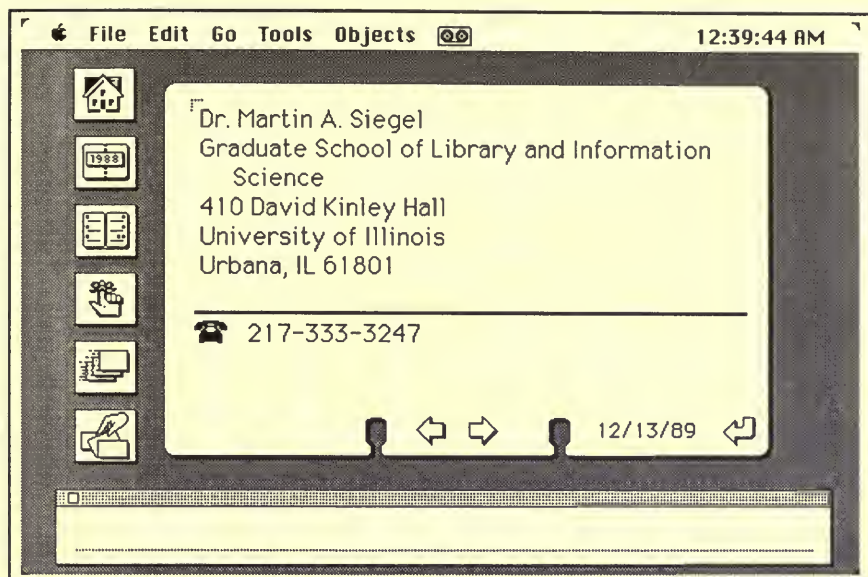 File Edit Go Tools Objects 12:39:44 AM
1988
Dr. Martin A. Siegel
Graduate School of Library and Information
Science
410 David Kinley Hall
University of Illinois
Urbana, IL 61801
217-333-3247
12/13/89